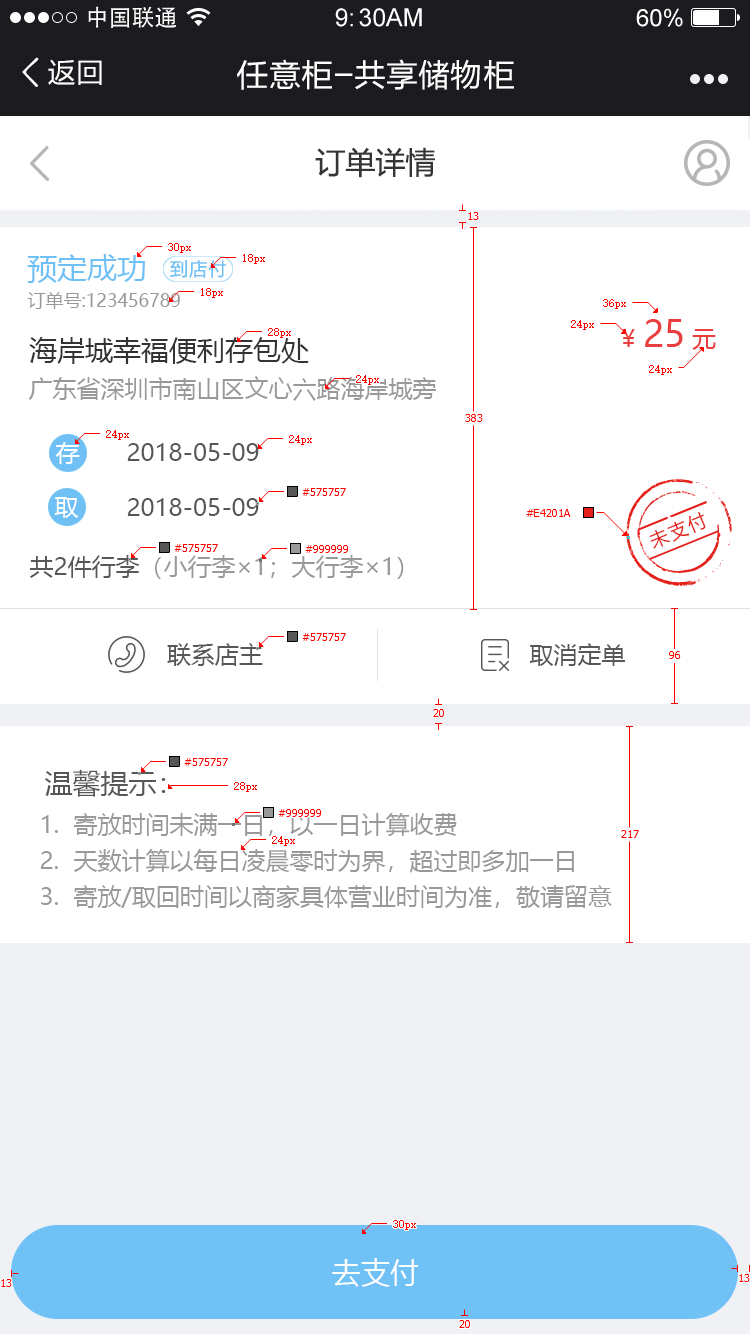 中国联通 9:30AM 60%
返回 任意柜-共享储物柜
订单详情
13
30px
预定成功 到店付 18px
订单号:123456789 18px
36px
24px ¥ 25 元
24px
28px
海岸城幸福便利存包处
24px
广东省深圳市南山区文心六路海岸城旁
383
24px
存 2018-05-09 24px
#575757
取 2018-05-09
#E4201A
未支付
#575757 #999999
共2件行李（小行李×1；大行李×1）
#575757
联系店主 取消定单
96
20
#575757
温馨提示： 28px
#999999
1. 寄放时间未满一日，以一日计算收费
24px
217
2. 天数计算以每日凌晨零时为界，超过即多加一日
3. 寄放/取回时间以商家具体营业时间为准，敬请留意
30px
去支付
13 13
20